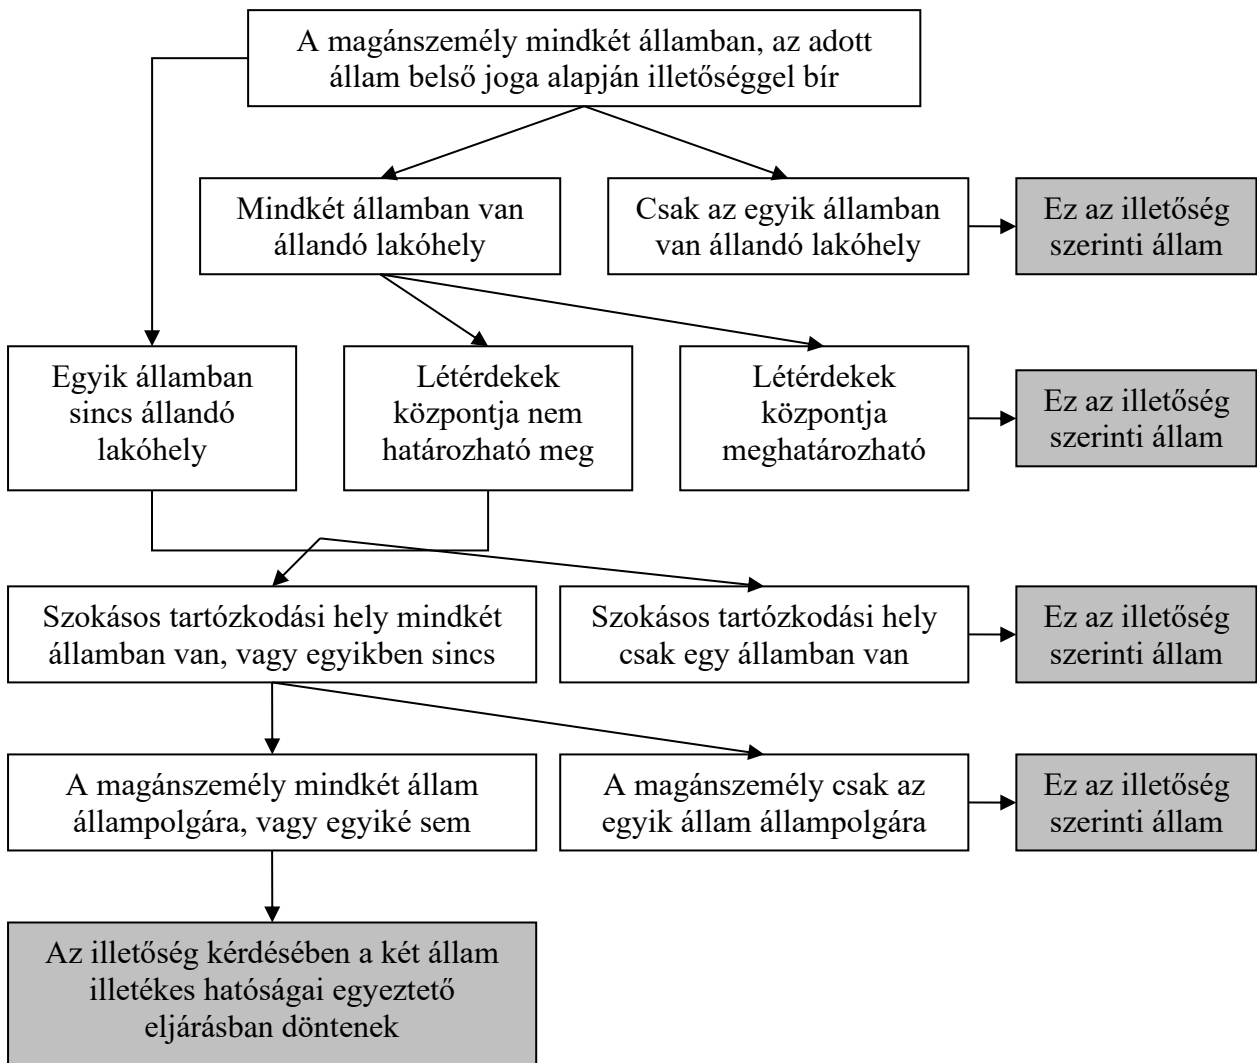 A magánszemély mindkét államban, az adott
állam belső joga alapján illetőséggel bír
Mindkét államban van
állandó lakóhely
Csak az egyik államban
van állandó lakóhely
Ez az illetőség
szerinti állam
Egyik államban
sincs állandó
lakóhely
Létérdekek
központja nem
határozható meg
Létérdekek
központja
meghatározható
Ez az illetőség
szerinti állam
Szokásos tartózkodási hely mindkét
államban van, vagy egyikben sincs
Szokásos tartózkodási hely
csak egy államban van
Ez az illetőség
szerinti állam
A magánszemély mindkét állam
állampolgára, vagy egyiké sem
A magánszemély csak az
egyik állam állampolgára
Ez az illetőség
szerinti állam
Az illetőség kérdésében a két állam
illetékes hatóságai egyeztető
eljárásban döntenek